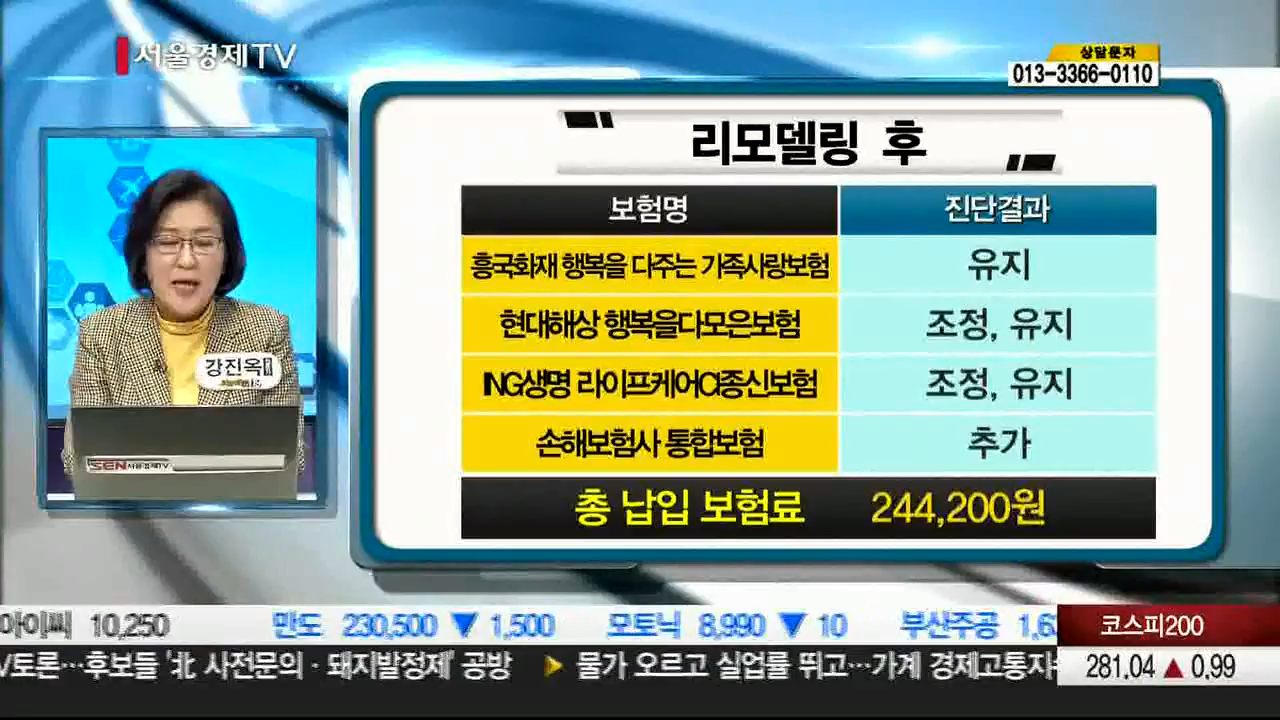 서울경제TV
상담문자
013-3366-0110
리모델링 후
보험명 진단결과
흥국화재 행복을 다주는 가족사랑보험 유지
현대해상 행복을다모은보험 조정, 유지
ING생명 라이프케어CI종신보험 조정, 유지
손해보험사 통합보험 추가
총 납입 보험료 244,200원
강진옥
SEN 서울경제TV
아이씨 10,250 만도 230,500 ▼ 1,500 모토닉 8,990 ▼ 10 부산주공 1,6
코스피200
V토론…후보들 '北 사전문의·돼지발정제' 공방 ▶ 물가 오르고 실업률 뛰고…가계 경제고통지
281.04 ▲ 0.99